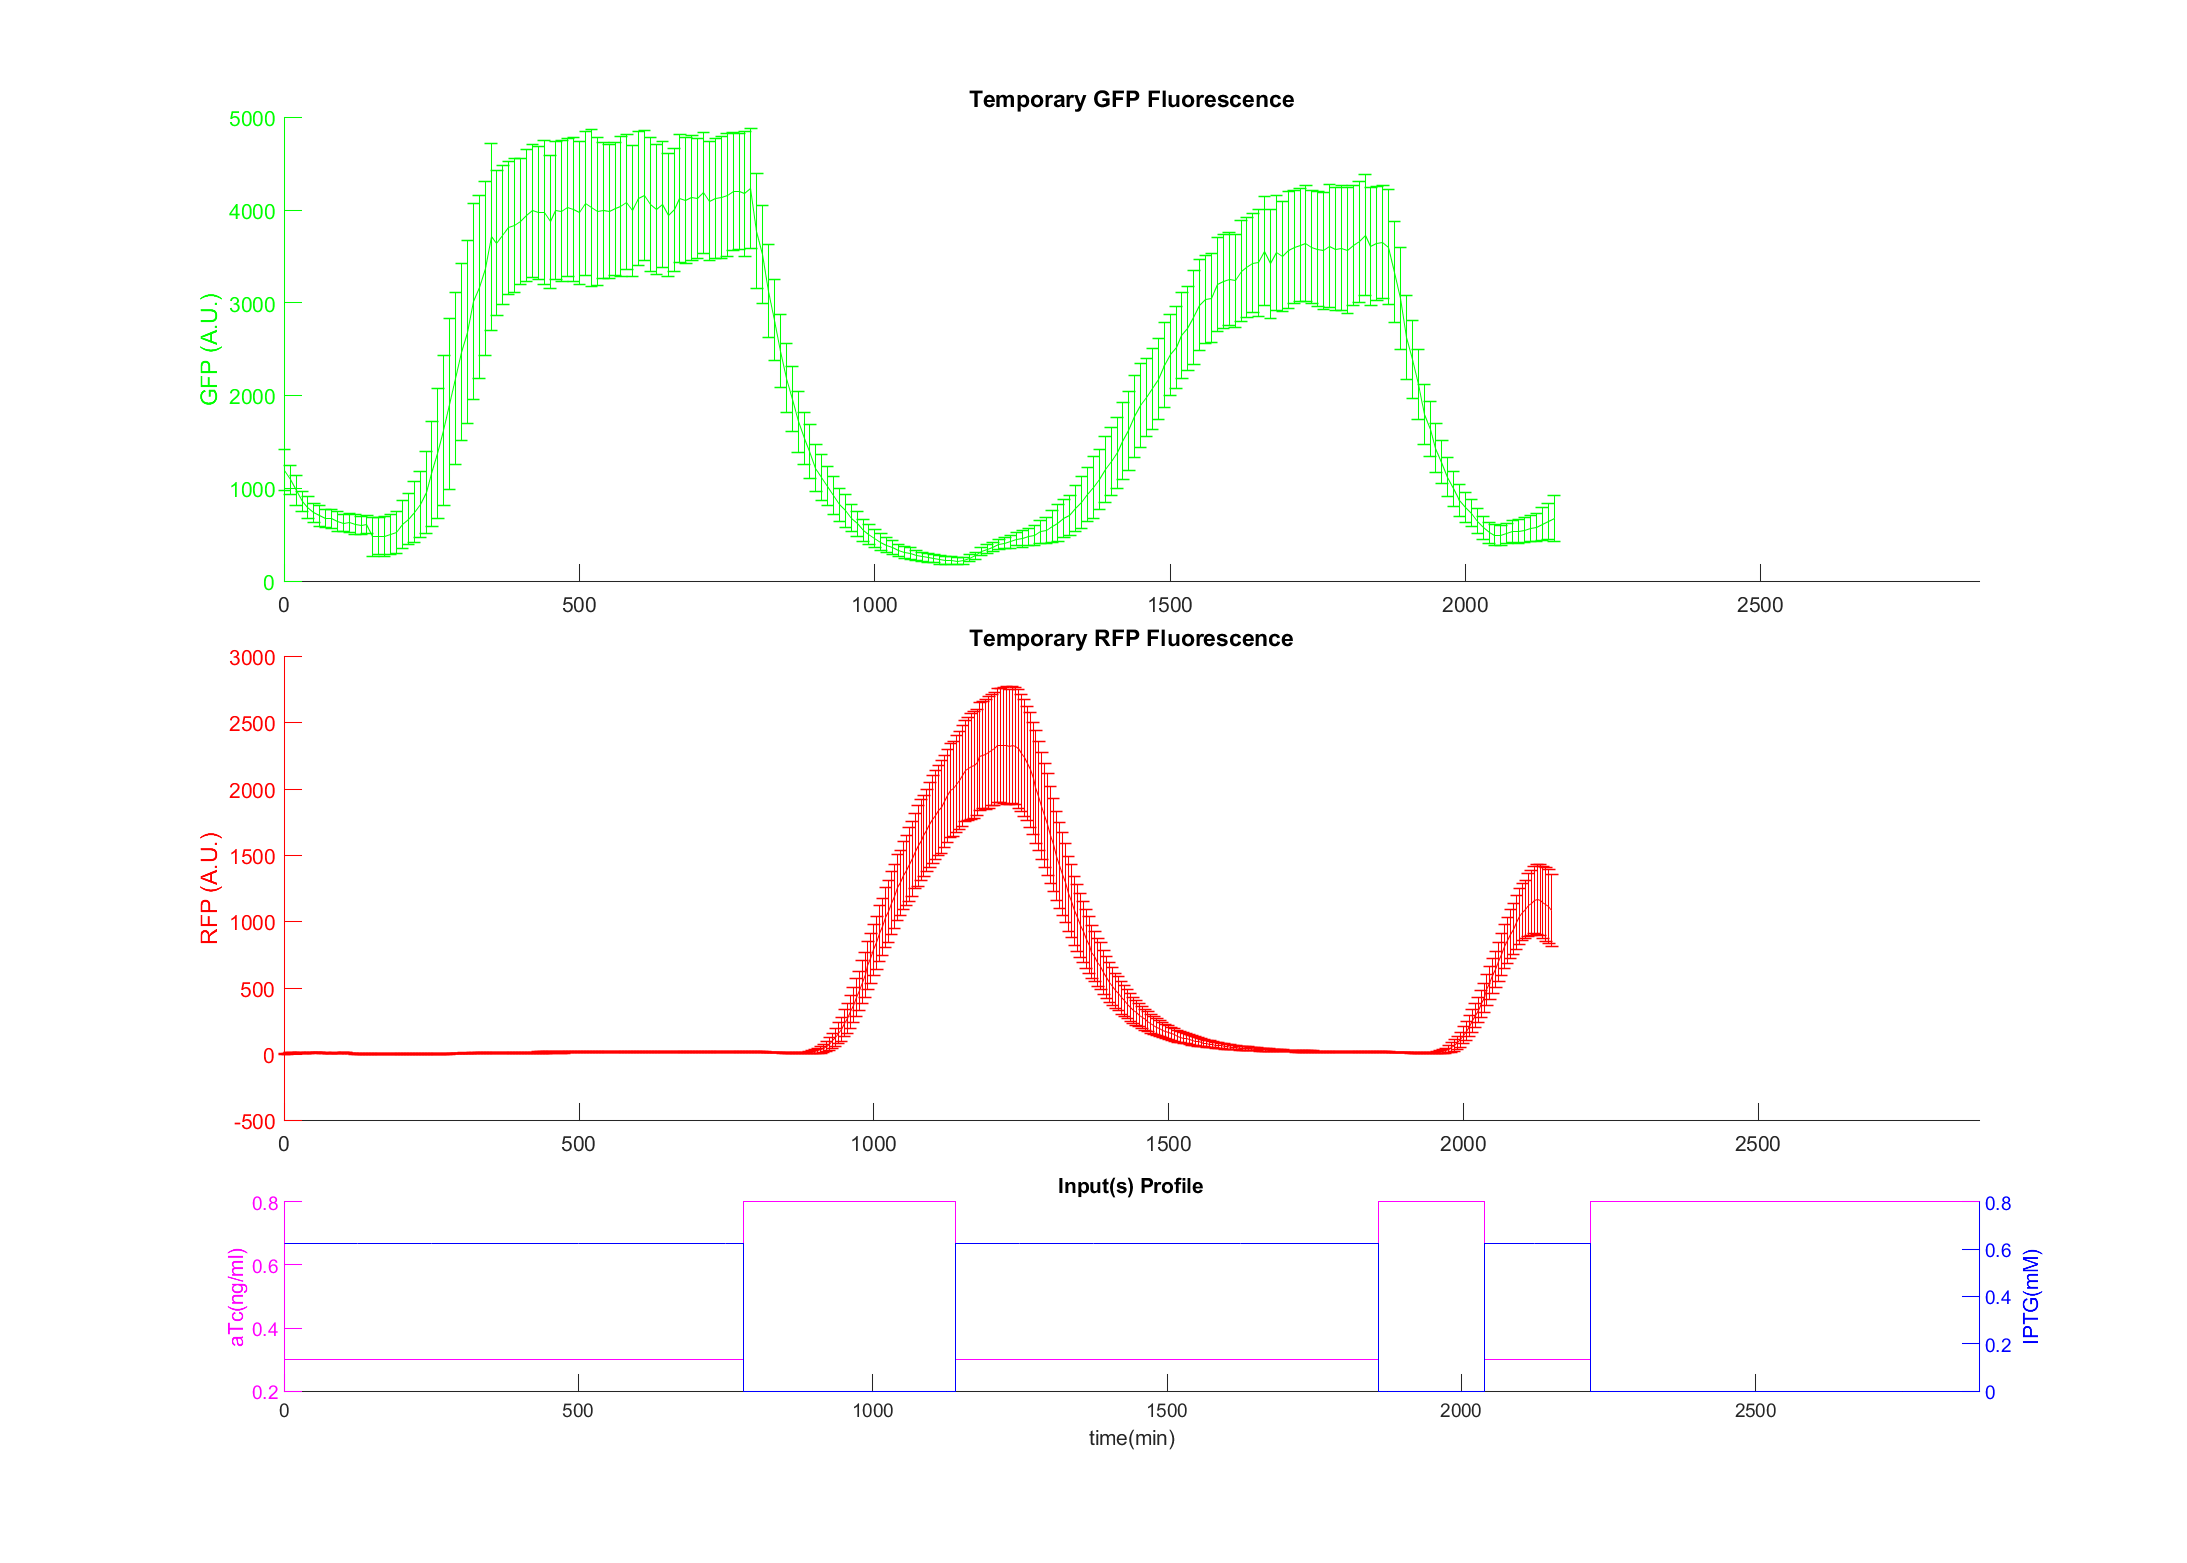 Temporary GFP Fluorescence
GFP (A.U.)
5000
4000
3000
2000
1000
0
0 500 1000 1500 2000 2500
Temporary RFP Fluorescence
RFP (A.U.)
3000
2500
2000
1500
1000
500
0
-500
0 500 1000 1500 2000 2500
Input(s) Profile
aTc(ng/ml)
0.8
0.6
0.4
0.2
IPTG(mM)
0.8
0.6
0.4
0.2
0
0 500 1000 1500 2000 2500
time(min)